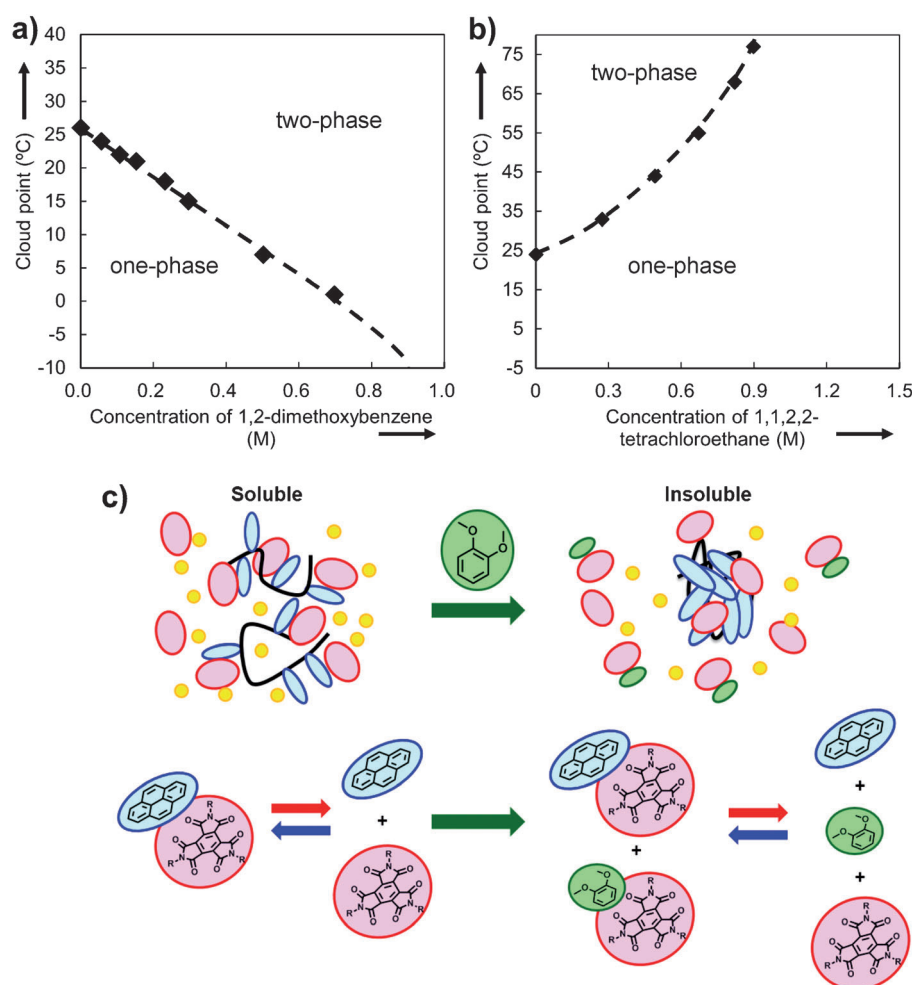 a)
40
35
30
25
20
15
10
5
0
-5
-10
Cloud point (ºC)
two-phase
one-phase
0.0 0.2 0.4 0.6 0.8 1.0
Concentration of 1,2-dimethoxybenzene
(M)
b)
75
65
55
45
35
25
15
5
-5
Cloud point (ºC)
two-phase
one-phase
0 0.3 0.6 0.9 1.2 1.5
Concentration of 1,1,2,2-
tetrachloroethane (M)
c)
Soluble
Insoluble
O
O
R
O N O
O O
R N N R
O O
+
R
O N O
O O
R N N R
O O
R
O N O
O O
R N N R
O O
+
O
O
R
O N O
O O
R N N R
O O
+
O
O
+
R
O N O
O O
R N N R
O O